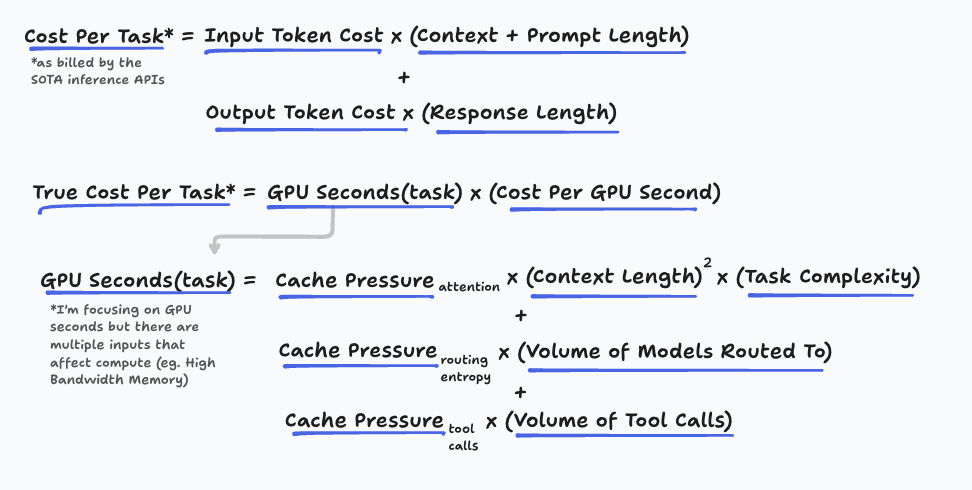 Cost Per Task* = Input Token Cost x (Context + Prompt Length)
*as billed by the
SOTA inference APIs
+
Output Token Cost x (Response Length)
True Cost Per Task* = GPU Seconds(task) x (Cost Per GPU Second)
GPU Seconds(task) = Cache Pressure attention x (Context Length)² x (Task Complexity)
*I'm focusing on GPU
seconds but there are
multiple inputs that
affect compute (eg. High
Bandwidth Memory)
+
Cache Pressure routing x (Volume of Models Routed To)
entropy
+
Cache Pressure tool x (Volume of Tool Calls)
calls